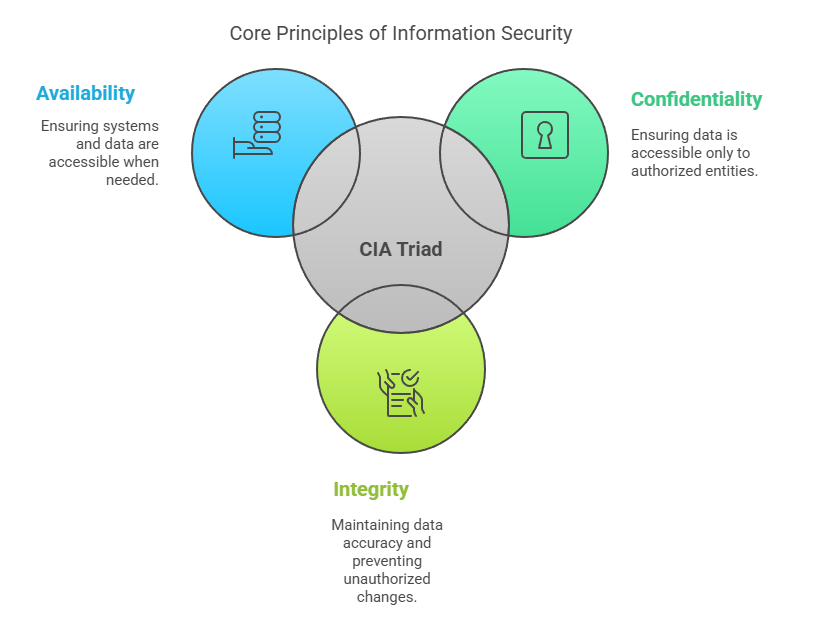 Core Principles of Information Security
Availability
Ensuring systems
and data are
accessible when
needed.
Confidentiality
Ensuring data is
accessible only to
authorized entities.
CIA Triad
Integrity
Maintaining data
accuracy and
preventing
unauthorized
changes.